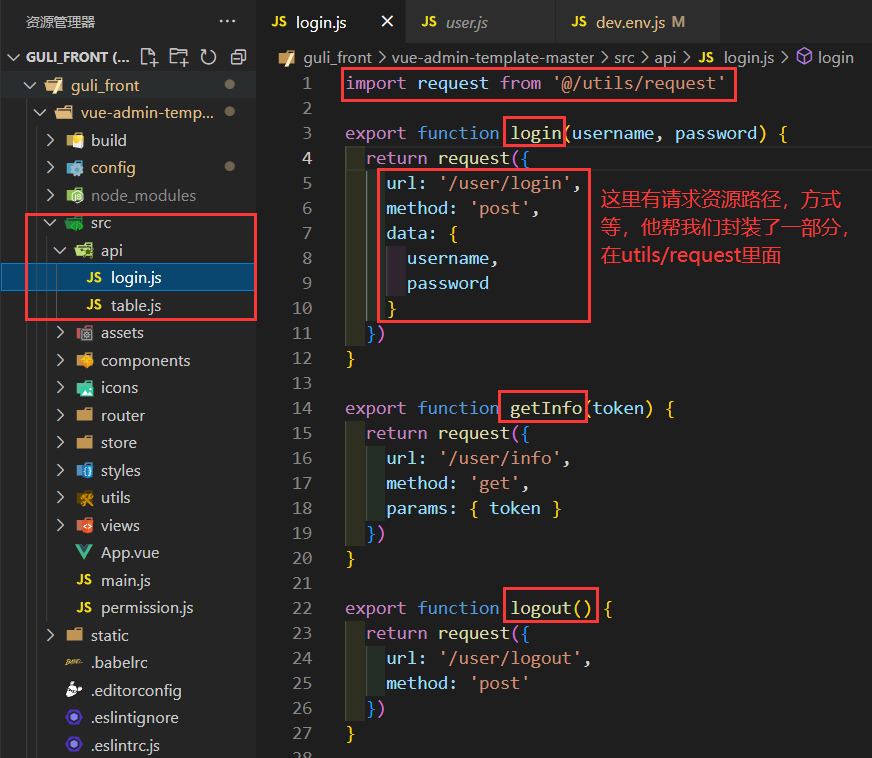 资源管理器 ···
GULI_FRONT (...
guli_front
vue-admin-temp...
build
config
node_modules
src
api
JS login.js
JS table.js
assets
components
icons
router
store
styles
utils
views
App.vue
JS main.js
JS permission.js
static
.babelrc
.editorconfig
.eslintignore
.eslintrc.js
JS login.js × JS user.js JS dev.env.js M
guli_front > vue-admin-template-master > src > api > JS login.js > login
1 import request from '@/utils/request'
2
3 export function login(username, password) {
4 return request({
5 url: '/user/login',
6 method: 'post',
7 data: {
8 username,
9 password
10 }
11 })
12 }
13
14 export function getInfo(token) {
15 return request({
16 url: '/user/info',
17 method: 'get',
18 params: { token }
19 })
20 }
21
22 export function logout() {
23 return request({
24 url: '/user/logout',
25 method: 'post'
26 })
27 }
28
这里有请求资源路径，方式
等，他帮我们封装了一部分，
在utils/request里面